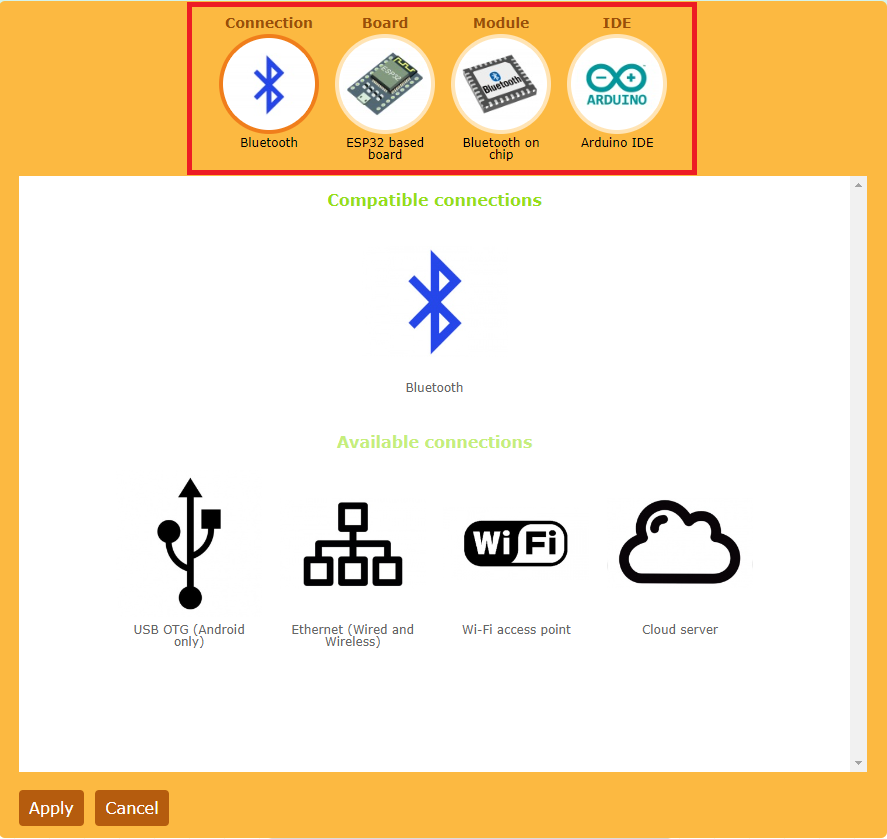 Connection Board Module IDE
ESP32
Bluetooth
ARDUINO
Bluetooth ESP32 based board Bluetooth on chip Arduino IDE
Compatible connections
Bluetooth
Available connections
Wi Fi
USB OTG (Android only) Ethernet (Wired and Wireless) Wi-Fi access point Cloud server
Apply Cancel